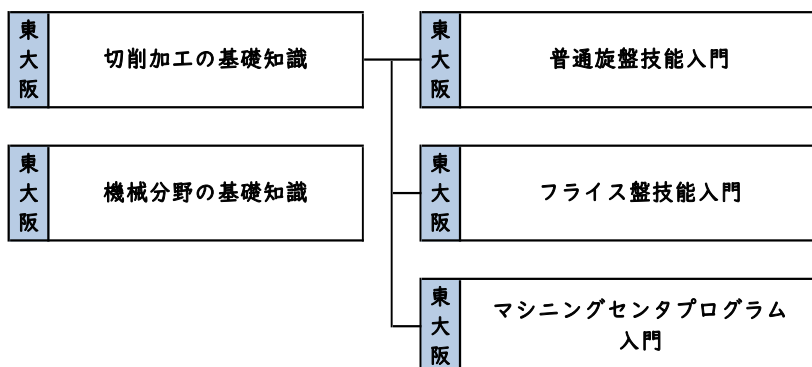 東大阪
切削加工の基礎知識
東大阪
普通旋盤技能入門
東大阪
機械分野の基礎知識
東大阪
フライス盤技能入門
東大阪
マシニングセンタプログラム
入門